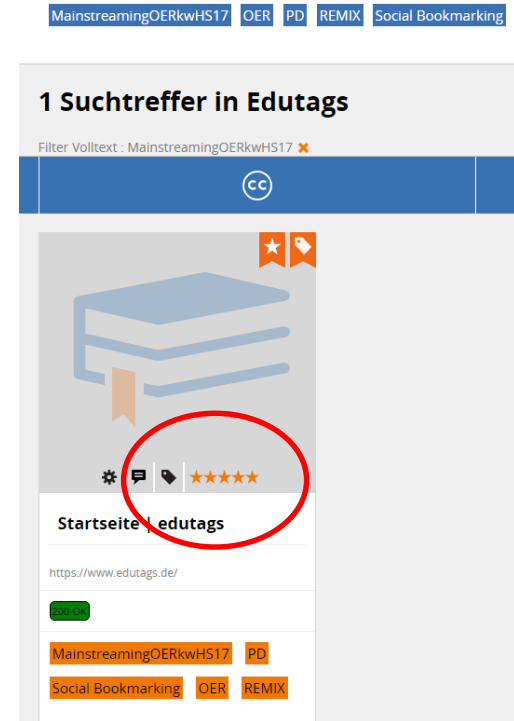 MainstreamingOERkwHS17 OER PD REMIX Social Bookmarking
1 Suchtreffer in Edutags
Filter Volltext : MainstreamingOERkwHS17 ✖
cc
Startseite | edutags
https://www.edutags.de/
200 OK
MainstreamingOERkwHS17 PD
Social Bookmarking OER REMIX